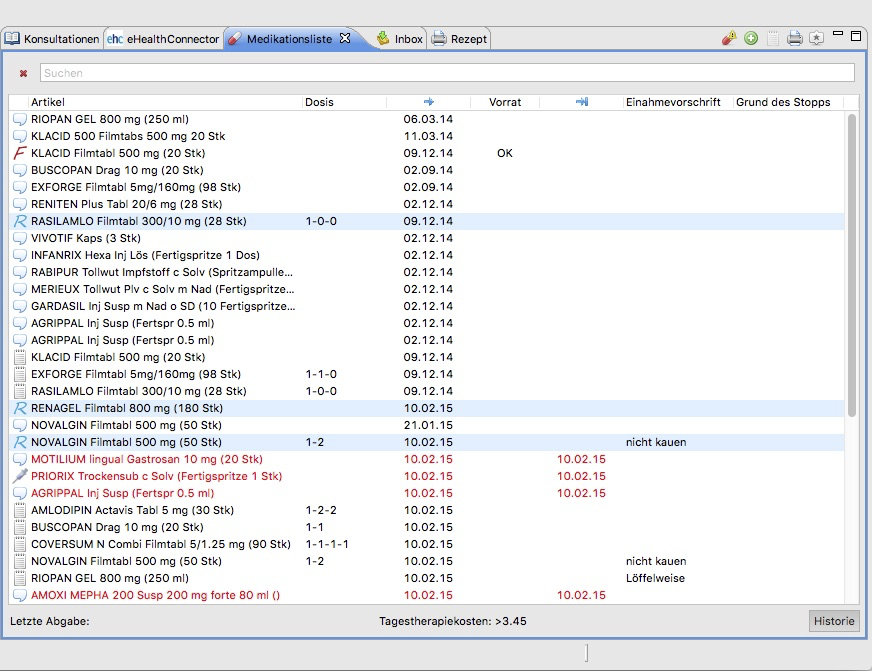 Konsultationen ehc eHealthConnector Medikationsliste Inbox Rezept
Suchen
Artikel Dosis Vorrat Einahmevorschrift Grund des Stopps
RIOPAN GEL 800 mg (250 ml) 06.03.14
KLACID 500 Filmtabs 500 mg 20 Stk 11.03.14
F KLACID Filmtabl 500 mg (20 Stk) 09.12.14 OK
BUSCOPAN Drag 10 mg (20 Stk) 02.09.14
EXFORGE Filmtabl 5mg/160mg (98 Stk) 02.09.14
RENITEN Plus Tabl 20/6 mg (28 Stk) 02.12.14
R RASILAMLO Filmtabl 300/10 mg (28 Stk) 1-0-0 09.12.14
VIVOTIF Kaps (3 Stk) 02.12.14
INFANRIX Hexa Inj Lös (Fertigspritze 1 Dos) 02.12.14
RABIPUR Tollwut Impfstoff c Solv (Spritzampulle... 02.12.14
MERIEUX Tollwut Plv c Solv m Nad (Fertigspritze... 02.12.14
GARDASIL Inj Susp m Nad o SD (10 Fertigspritze... 02.12.14
AGRIPPAL Inj Susp (Fertspr 0.5 ml) 02.12.14
AGRIPPAL Inj Susp (Fertspr 0.5 ml) 02.12.14
KLACID Filmtabl 500 mg (20 Stk) 09.12.14
EXFORGE Filmtabl 5mg/160mg (98 Stk) 1-1-0 09.12.14
RASILAMLO Filmtabl 300/10 mg (28 Stk) 1-0-0 09.12.14
R RENAGEL Filmtabl 800 mg (180 Stk) 10.02.15
NOVALGIN Filmtabl 500 mg (50 Stk) 21.01.15
R NOVALGIN Filmtabl 500 mg (50 Stk) 1-2 10.02.15 nicht kauen
MOTILIUM lingual Gastrosan 10 mg (20 Stk) 10.02.15 10.02.15
PRIORIX Trockensub c Solv (Fertigspritze 1 Stk) 10.02.15 10.02.15
AGRIPPAL Inj Susp (Fertspr 0.5 ml) 10.02.15 10.02.15
AMLODIPIN Actavis Tabl 5 mg (30 Stk) 1-2-2 10.02.15
BUSCOPAN Drag 10 mg (20 Stk) 1-1 10.02.15
COVERSUM N Combi Filmtabl 5/1.25 mg (90 Stk) 1-1-1-1 10.02.15
NOVALGIN Filmtabl 500 mg (50 Stk) 1-2 10.02.15 nicht kauen
RIOPAN GEL 800 mg (250 ml) 10.02.15 Löffelweise
AMOXI MEPHA 200 Susp 200 mg forte 80 ml () 10.02.15 10.02.15
Letzte Abgabe: Tagestherapiekosten: >3.45 Historie